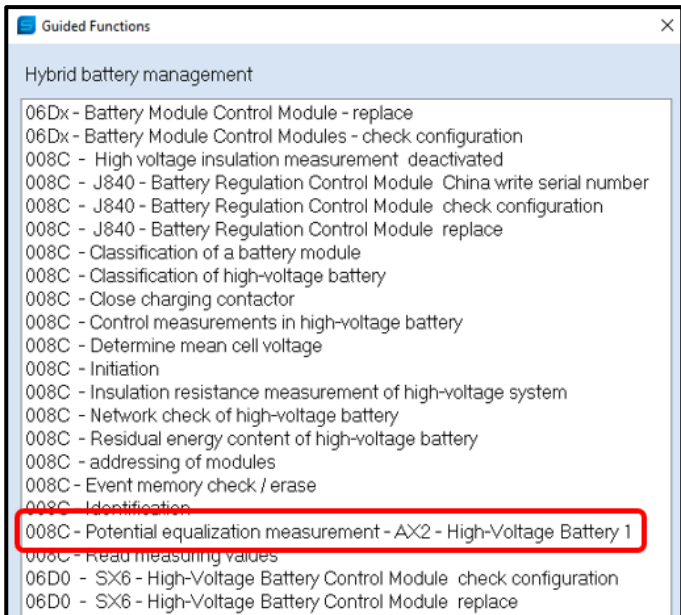 Guided Functions
Hybrid battery management
06Dx - Battery Module Control Module - replace
06Dx - Battery Module Control Modules - check configuration
008C - High voltage insulation measurement deactivated
008C - J840 - Battery Regulation Control Module China write serial number
008C - J840 - Battery Regulation Control Module check configuration
008C - J840 - Battery Regulation Control Module replace
008C - Classification of a battery module
008C - Classification of high-voltage battery
008C - Close charging contactor
008C - Control measurements in high-voltage battery
008C - Determine mean cell voltage
008C - Initiation
008C - Insulation resistance measurement of high-voltage system
008C - Network check of high-voltage battery
008C - Residual energy content of high-voltage battery
008C - addressing of modules
008C - Event memory check / erase
008C - Identification
008C - Potential equalization measurement - AX2 - High-Voltage Battery 1
008C - Read measuring values
06D0 - SX6 - High-Voltage Battery Control Module check configuration
06D0 - SX6 - High-Voltage Battery Control Module replace